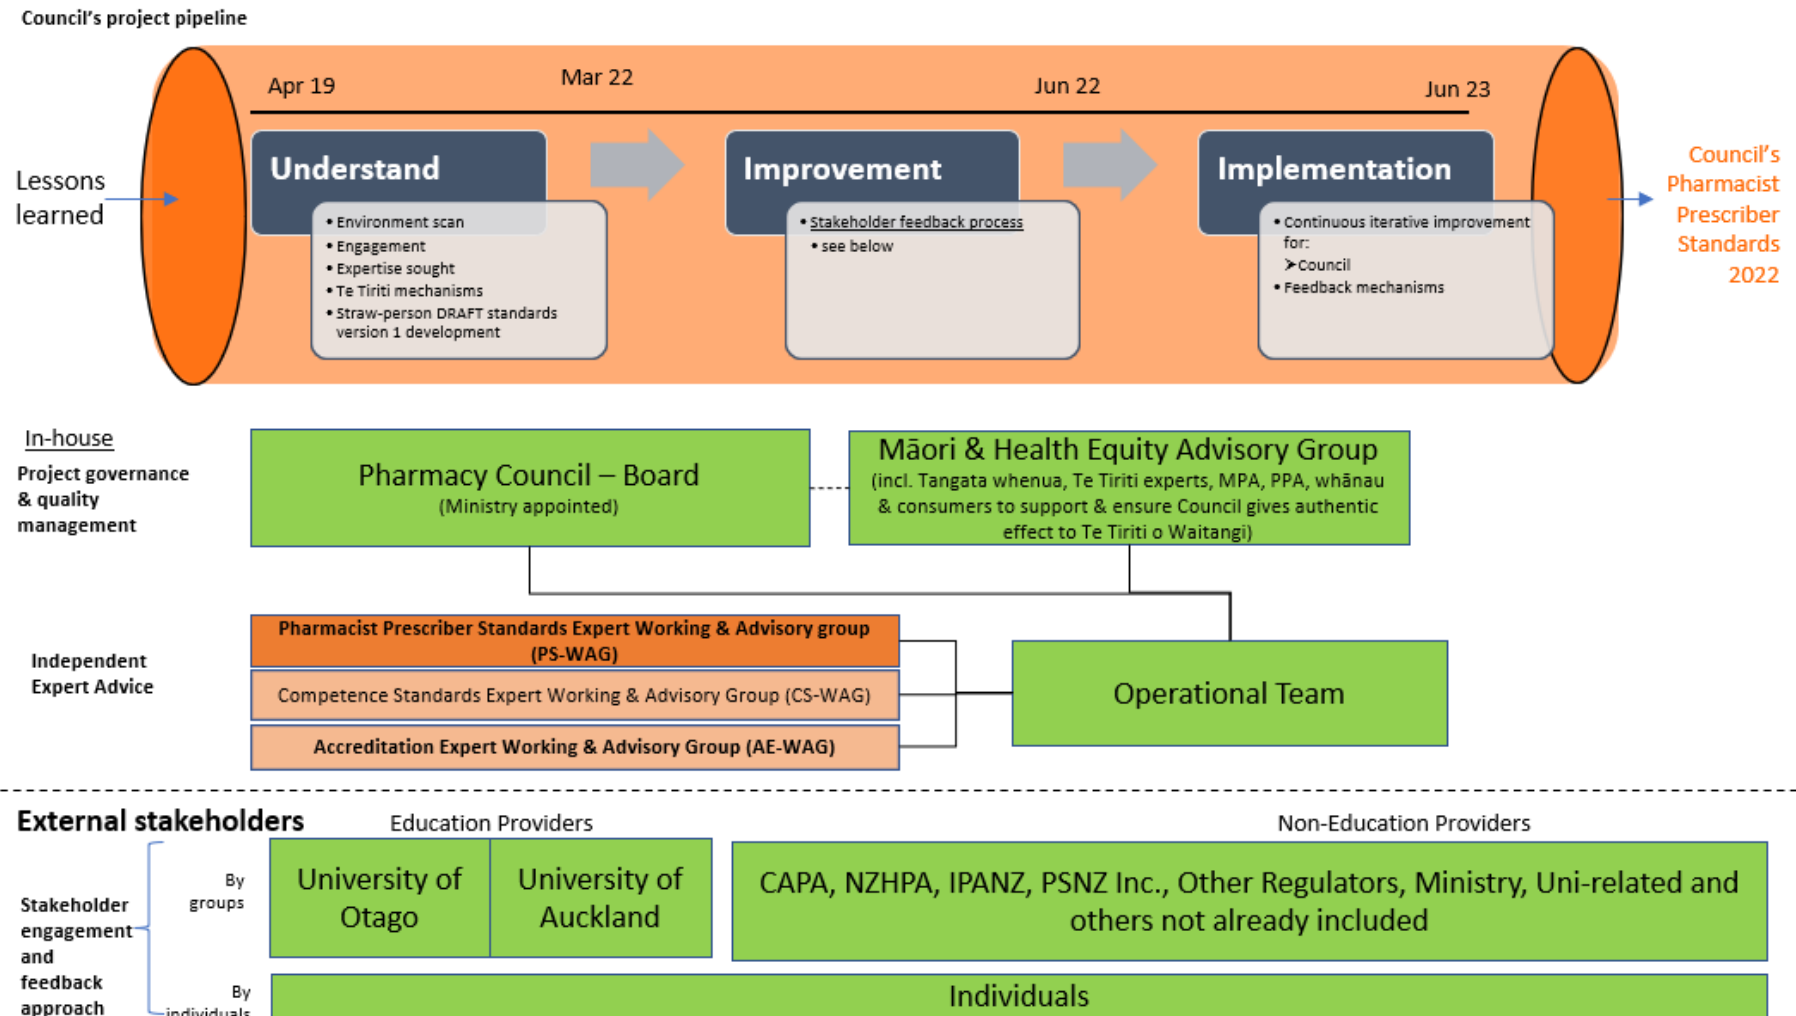 Council's project pipeline
Apr 19
Mar 22
Jun 22
Jun 23
Lessons
learned
Understand
• Environment scan
• Engagement
• Expertise sought
• Te Tiriti mechanisms
• Straw-person DRAFT standards
version 1 development
Improvement
• Stakeholder feedback process
• see below
Implementation
• Continuous iterative improvement
for:
➤Council
• Feedback mechanisms
Council's
Pharmacist
Prescriber
Standards
2022
In-house
Project governance
& quality
management
Pharmacy Council – Board
(Ministry appointed)
Māori & Health Equity Advisory Group
(incl. Tangata whenua, Te Tiriti experts, MPA, PPA, whānau
& consumers to support & ensure Council gives authentic
effect to Te Tiriti o Waitangi)
Independent
Expert Advice
Pharmacist Prescriber Standards Expert Working & Advisory group
(PS-WAG)
Competence Standards Expert Working & Advisory Group (CS-WAG)
Accreditation Expert Working & Advisory Group (AE-WAG)
Operational Team
External stakeholders
Education Providers
Non-Education Providers
Stakeholder
engagement
and
feedback
approach
By
groups
University of
Otago
University of
Auckland
CAPA, NZHPA, IPANZ, PSNZ Inc., Other Regulators, Ministry, Uni-related and
others not already included
By
individuals
Individuals